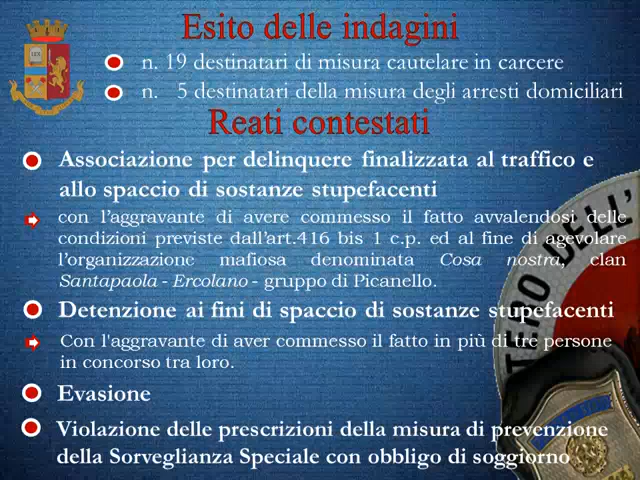 Esito delle indagini
n. 19 destinatari di misura cautelare in carcere
n. 5 destinatari della misura degli arresti domiciliari
Reati contestati
Associazione per delinquere finalizzata al traffico e
allo spaccio di sostanze stupefacenti
con l'aggravante di avere commesso il fatto avvalendosi delle
condizioni previste dall'art.416 bis 1 c.p. ed al fine di agevolare
l'organizzazione mafiosa denominata Cosa nostra, clan
Santapaola - Ercolano - gruppo di Picanello.
Detenzione ai fini di spaccio di sostanze stupefacenti
Con l'aggravante di aver commesso il fatto in più di tre persone
in concorso tra loro.
Evasione
Violazione delle prescrizioni della misura di prevenzione
della Sorveglianza Speciale con obbligo di soggiorno
TERO DELL'